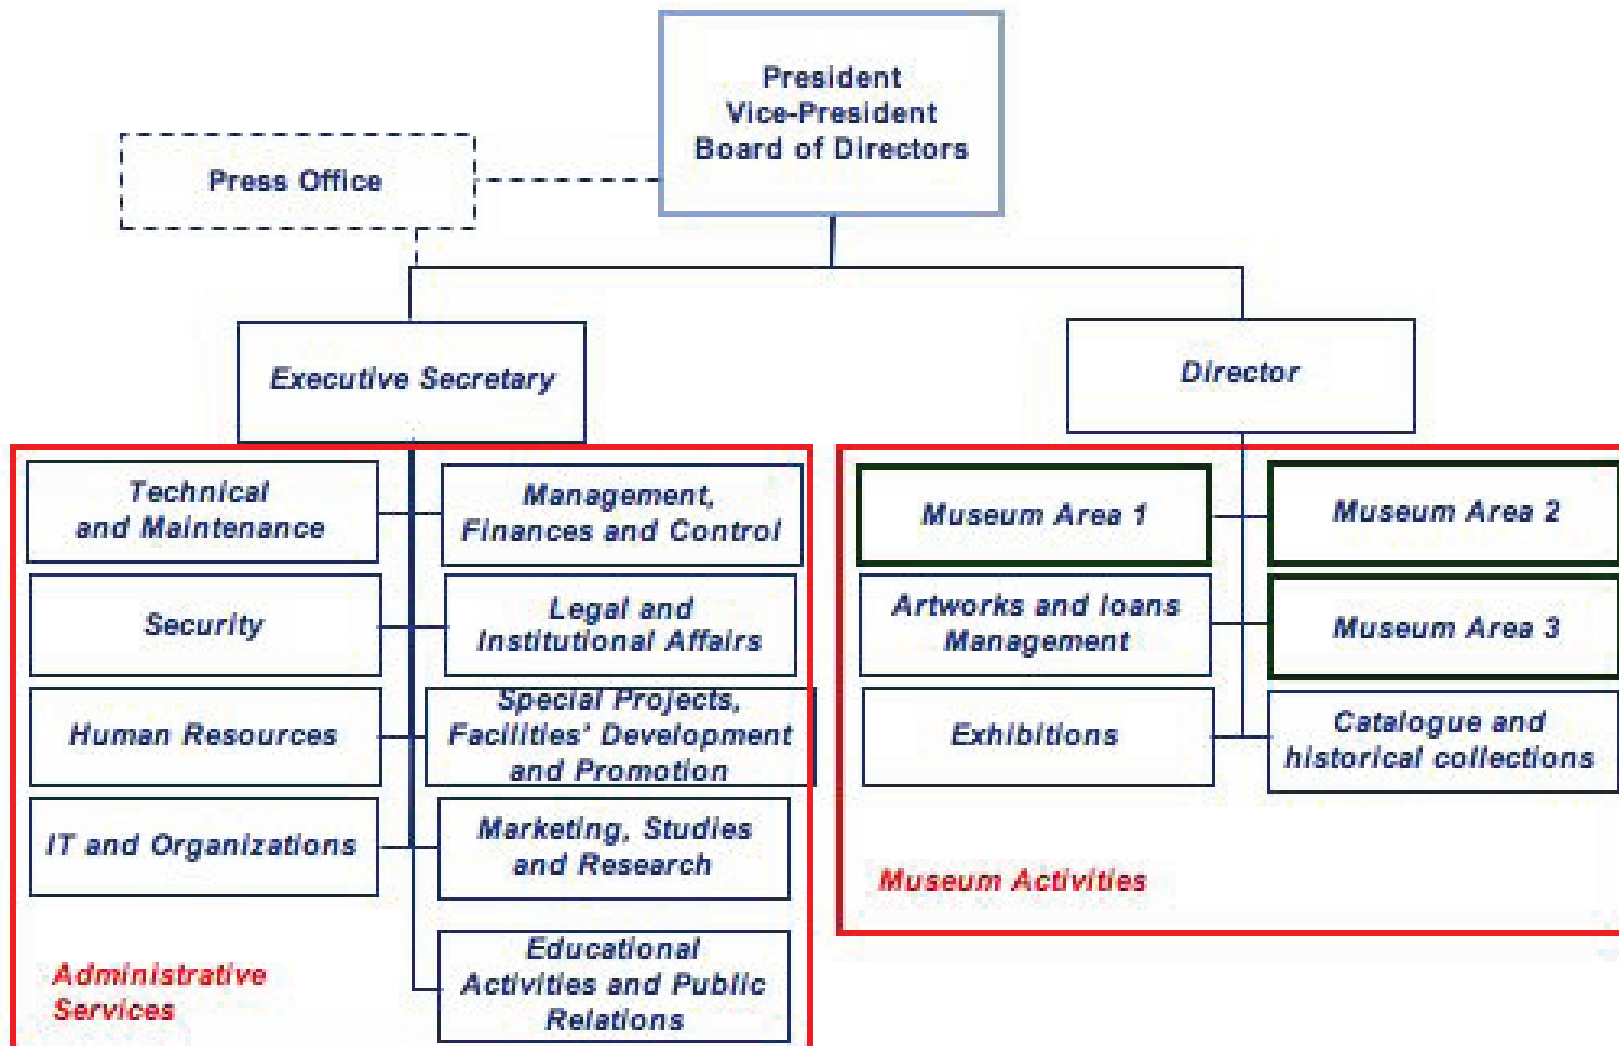 President
Vice-President
Board of Directors
Press Office
Executive Secretary
Director
Technical
and Maintenance
Management,
Finances and Control
Security
Legal and
Institutional Affairs
Human Resources
Special Projects,
Facilities' Development
and Promotion
IT and Organizations
Marketing, Studies
and Research
Educational
Activities and Public
Relations
Administrative
Services
Museum Area 1
Museum Area 2
Artworks and loans
Management
Museum Area 3
Exhibitions
Catalogue and
historical collections
Museum Activities